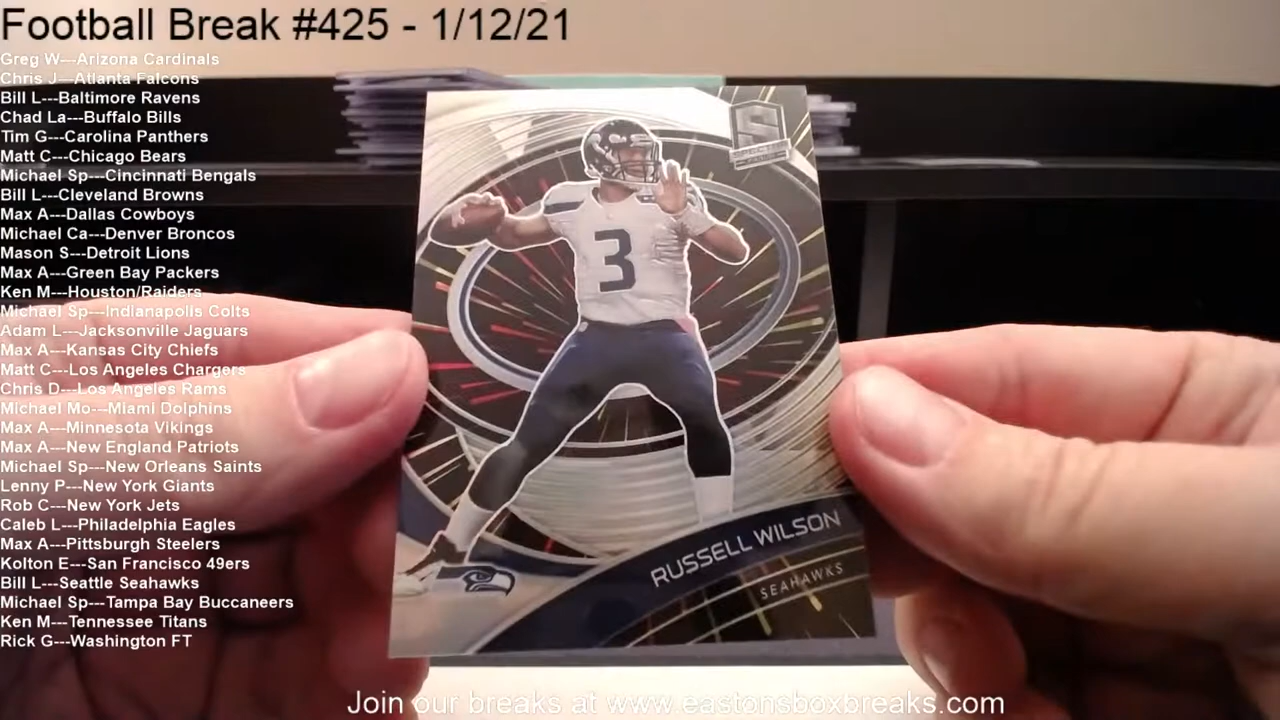 Football Break #425 - 1/12/21
Greg W---Arizona Cardinals
Chris J---Atlanta Falcons
Bill L---Baltimore Ravens
Chad La---Buffalo Bills
Tim G---Carolina Panthers
Matt C---Chicago Bears
Michael Sp---Cincinnati Bengals
Bill L---Cleveland Browns
Max A---Dallas Cowboys
Michael Ca---Denver Broncos
Mason S---Detroit Lions
Max A---Green Bay Packers
Ken M---Houston/Raiders
Michael Sp---Indianapolis Colts
Adam L---Jacksonville Jaguars
Max A---Kansas City Chiefs
Matt C---Los Angeles Chargers
Chris D---Los Angeles Rams
Michael Mo---Miami Dolphins
Max A---Minnesota Vikings
Max A---New England Patriots
Michael Sp---New Orleans Saints
Lenny P---New York Giants
Rob C---New York Jets
Caleb L---Philadelphia Eagles
Max A---Pittsburgh Steelers
Kolton E---San Francisco 49ers
Bill L---Seattle Seahawks
Michael Sp---Tampa Bay Buccaneers
Ken M---Tennessee Titans
Rick G---Washington FT
3
RUSSELL WILSON
SEAHAWKS
Join our breaks at www.eastonsboxbreaks.com